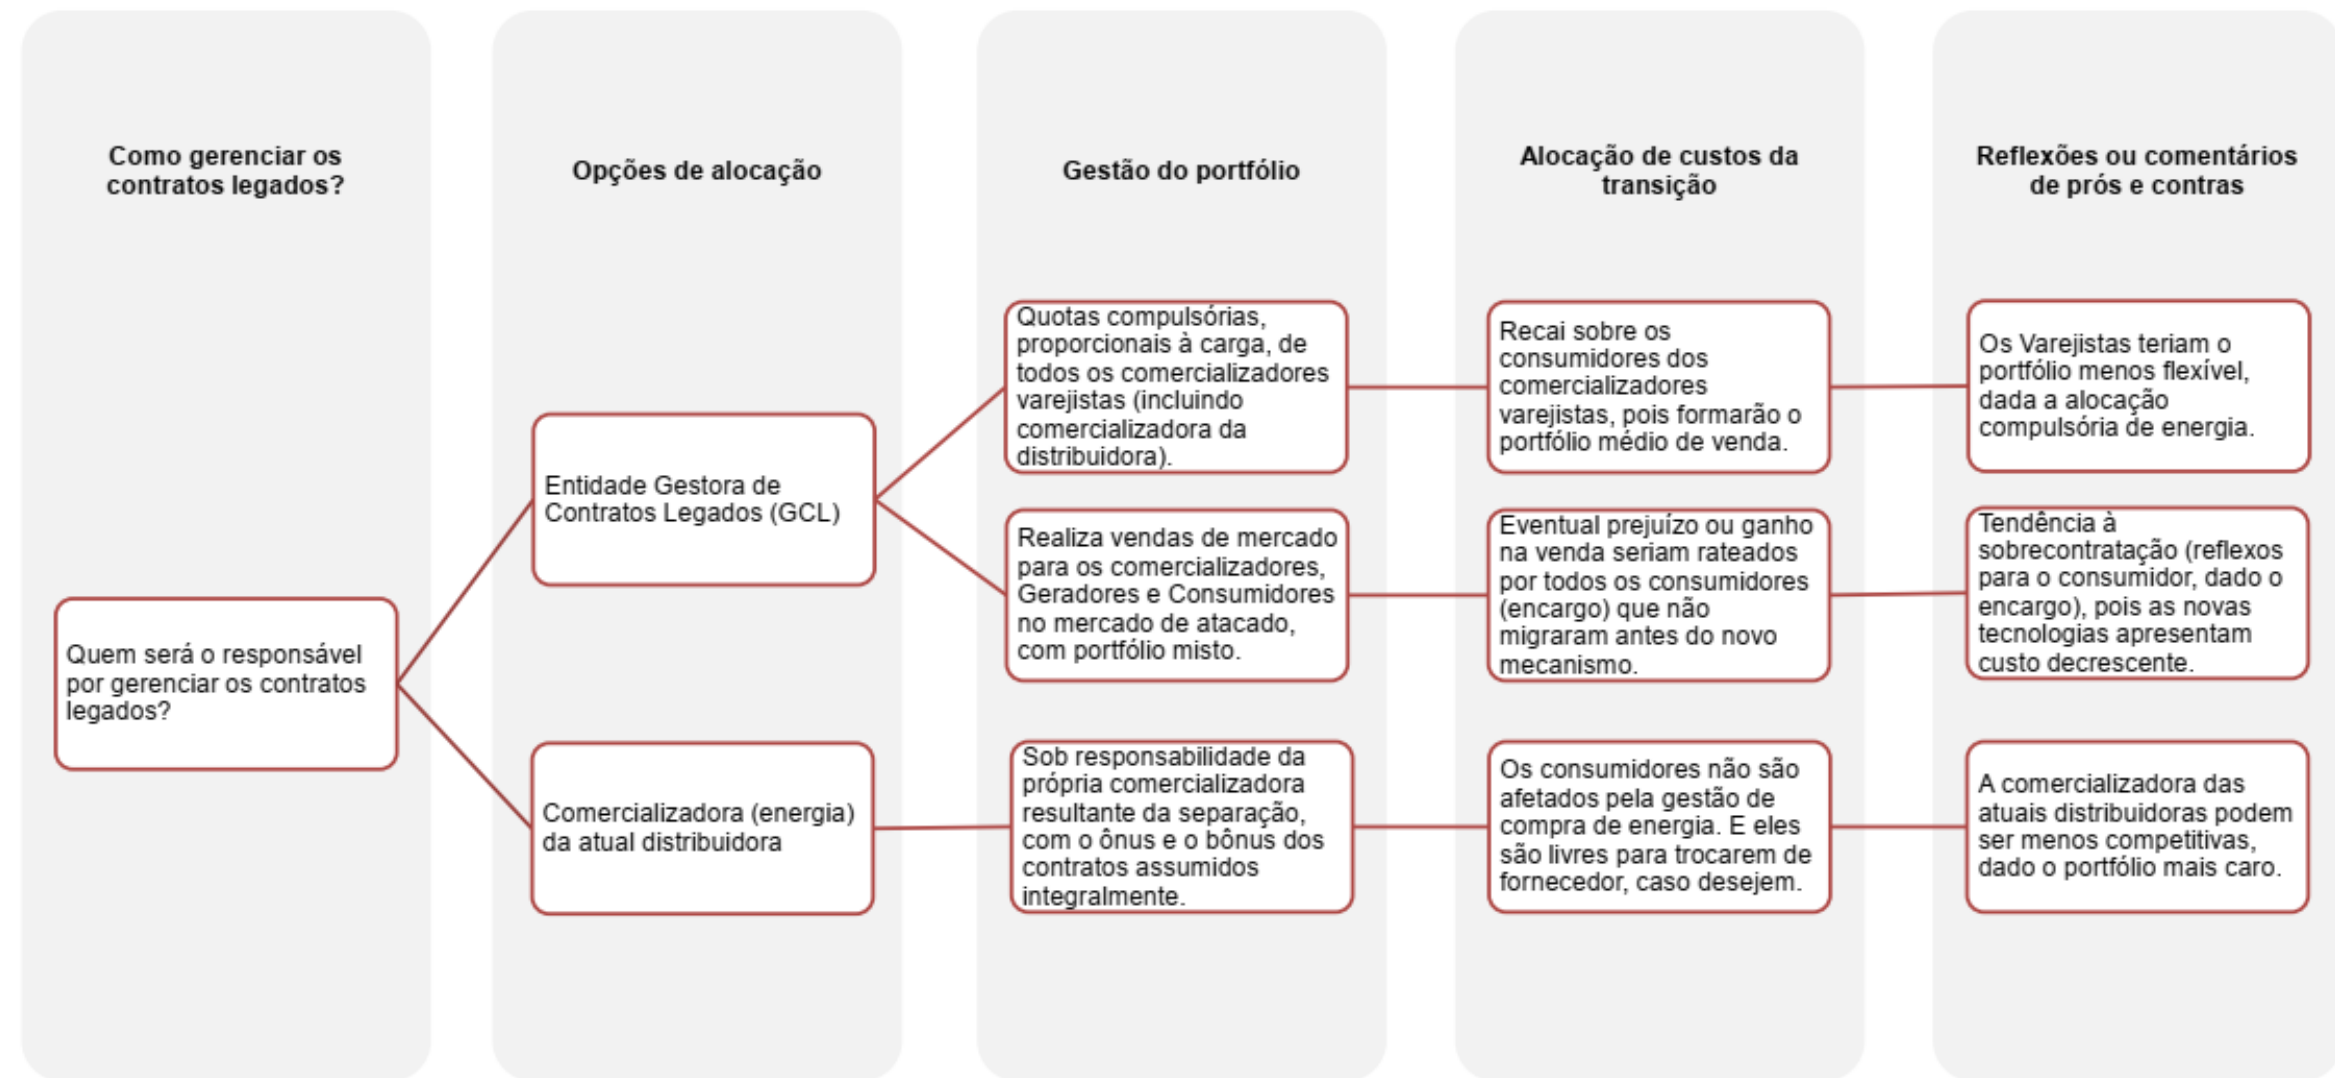 Como gerenciar os
contratos legados?
Opções de alocação
Gestão do portfólio
Alocação de custos da
transição
Reflexões ou comentários
de prós e contras
Quem será o responsável
por gerenciar os contratos
legados?
Entidade Gestora de
Contratos Legados (GCL)
Comercializadora (energia)
da atual distribuidora
Quotas compulsórias,
proporcionais à carga, de
todos os comercializadores
varejistas (incluindo
comercializadora da
distribuidora).
Realiza vendas de mercado
para os comercializadores,
Geradores e Consumidores
no mercado de atacado,
com portfólio misto.
Sob responsabilidade da
própria comercializadora
resultante da separação,
com o ônus e o bônus dos
contratos assumidos
integralmente.
Recai sobre os
consumidores dos
comercializadores
varejistas, pois formarão o
portfólio médio de venda.
Eventual prejuízo ou ganho
na venda seriam rateados
por todos os consumidores
(encargo) que não
migraram antes do novo
mecanismo.
Os consumidores não são
afetados pela gestão de
compra de energia. E eles
são livres para trocarem de
fornecedor, caso desejem.
Os Varejistas teriam o
portfólio menos flexível,
dada a alocação
compulsória de energia.
Tendência à
sobrecontratação (reflexos
para o consumidor, dado o
encargo), pois as novas
tecnologias apresentam
custo decrescente.
A comercializadora das
atuais distribuidoras podem
ser menos competitivas,
dado o portfólio mais caro.